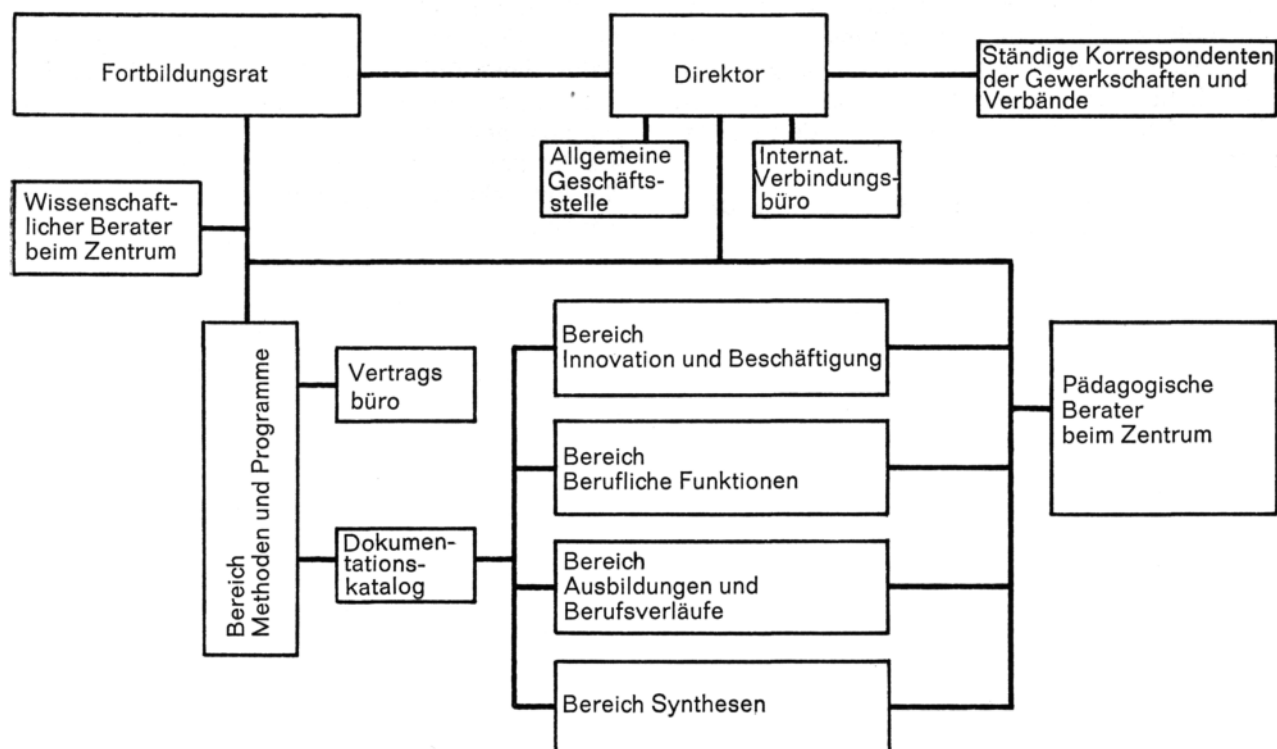 Fortbildungsrat
Direktor
Ständige Korrespondenten
der Gewerkschaften und
Verbände
Allgemeine
Geschäfts-
stelle
Internat.
Verbindungs-
büro
Wissenschaft-
licher Berater
beim Zentrum
Bereich
Methoden und Programme
Vertrags
büro
Dokumen-
tations-
katalog
Bereich
Innovation und Beschäftigung
Bereich
Berufliche Funktionen
Bereich
Ausbildungen und
Berufsverläufe
Bereich Synthesen
Pädagogische
Berater
beim Zentrum